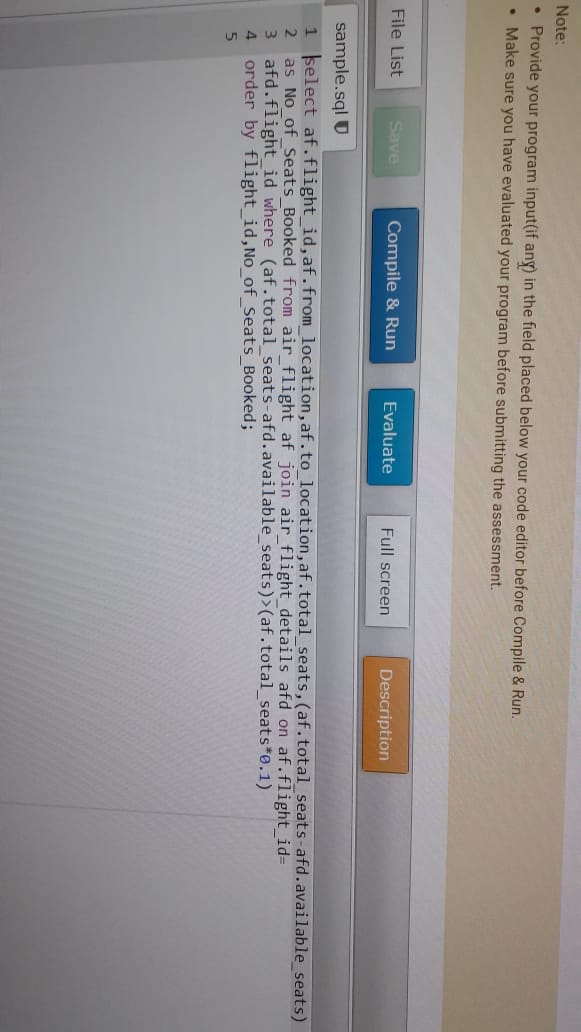 Note:
• Provide your program input(if any) in the field placed below your code editor before Compile & Run.
• Make sure you have evaluated your program before submitting the assessment.
File List Save Compile & Run Evaluate Full screen Description
sample.sql
1 select af.flight_id,af.from_location,af.to_location,af.total_seats,(af.total_seats-afd.available_seats)
2 as No_of_Seats_Booked from air_flight af join air_flight_details afd on af.flight_id=
3 afd.flight_id where (af.total_seats-afd.available_seats)>(af.total_seats*0.1)
4 order by flight_id,No_of_Seats_Booked;
5